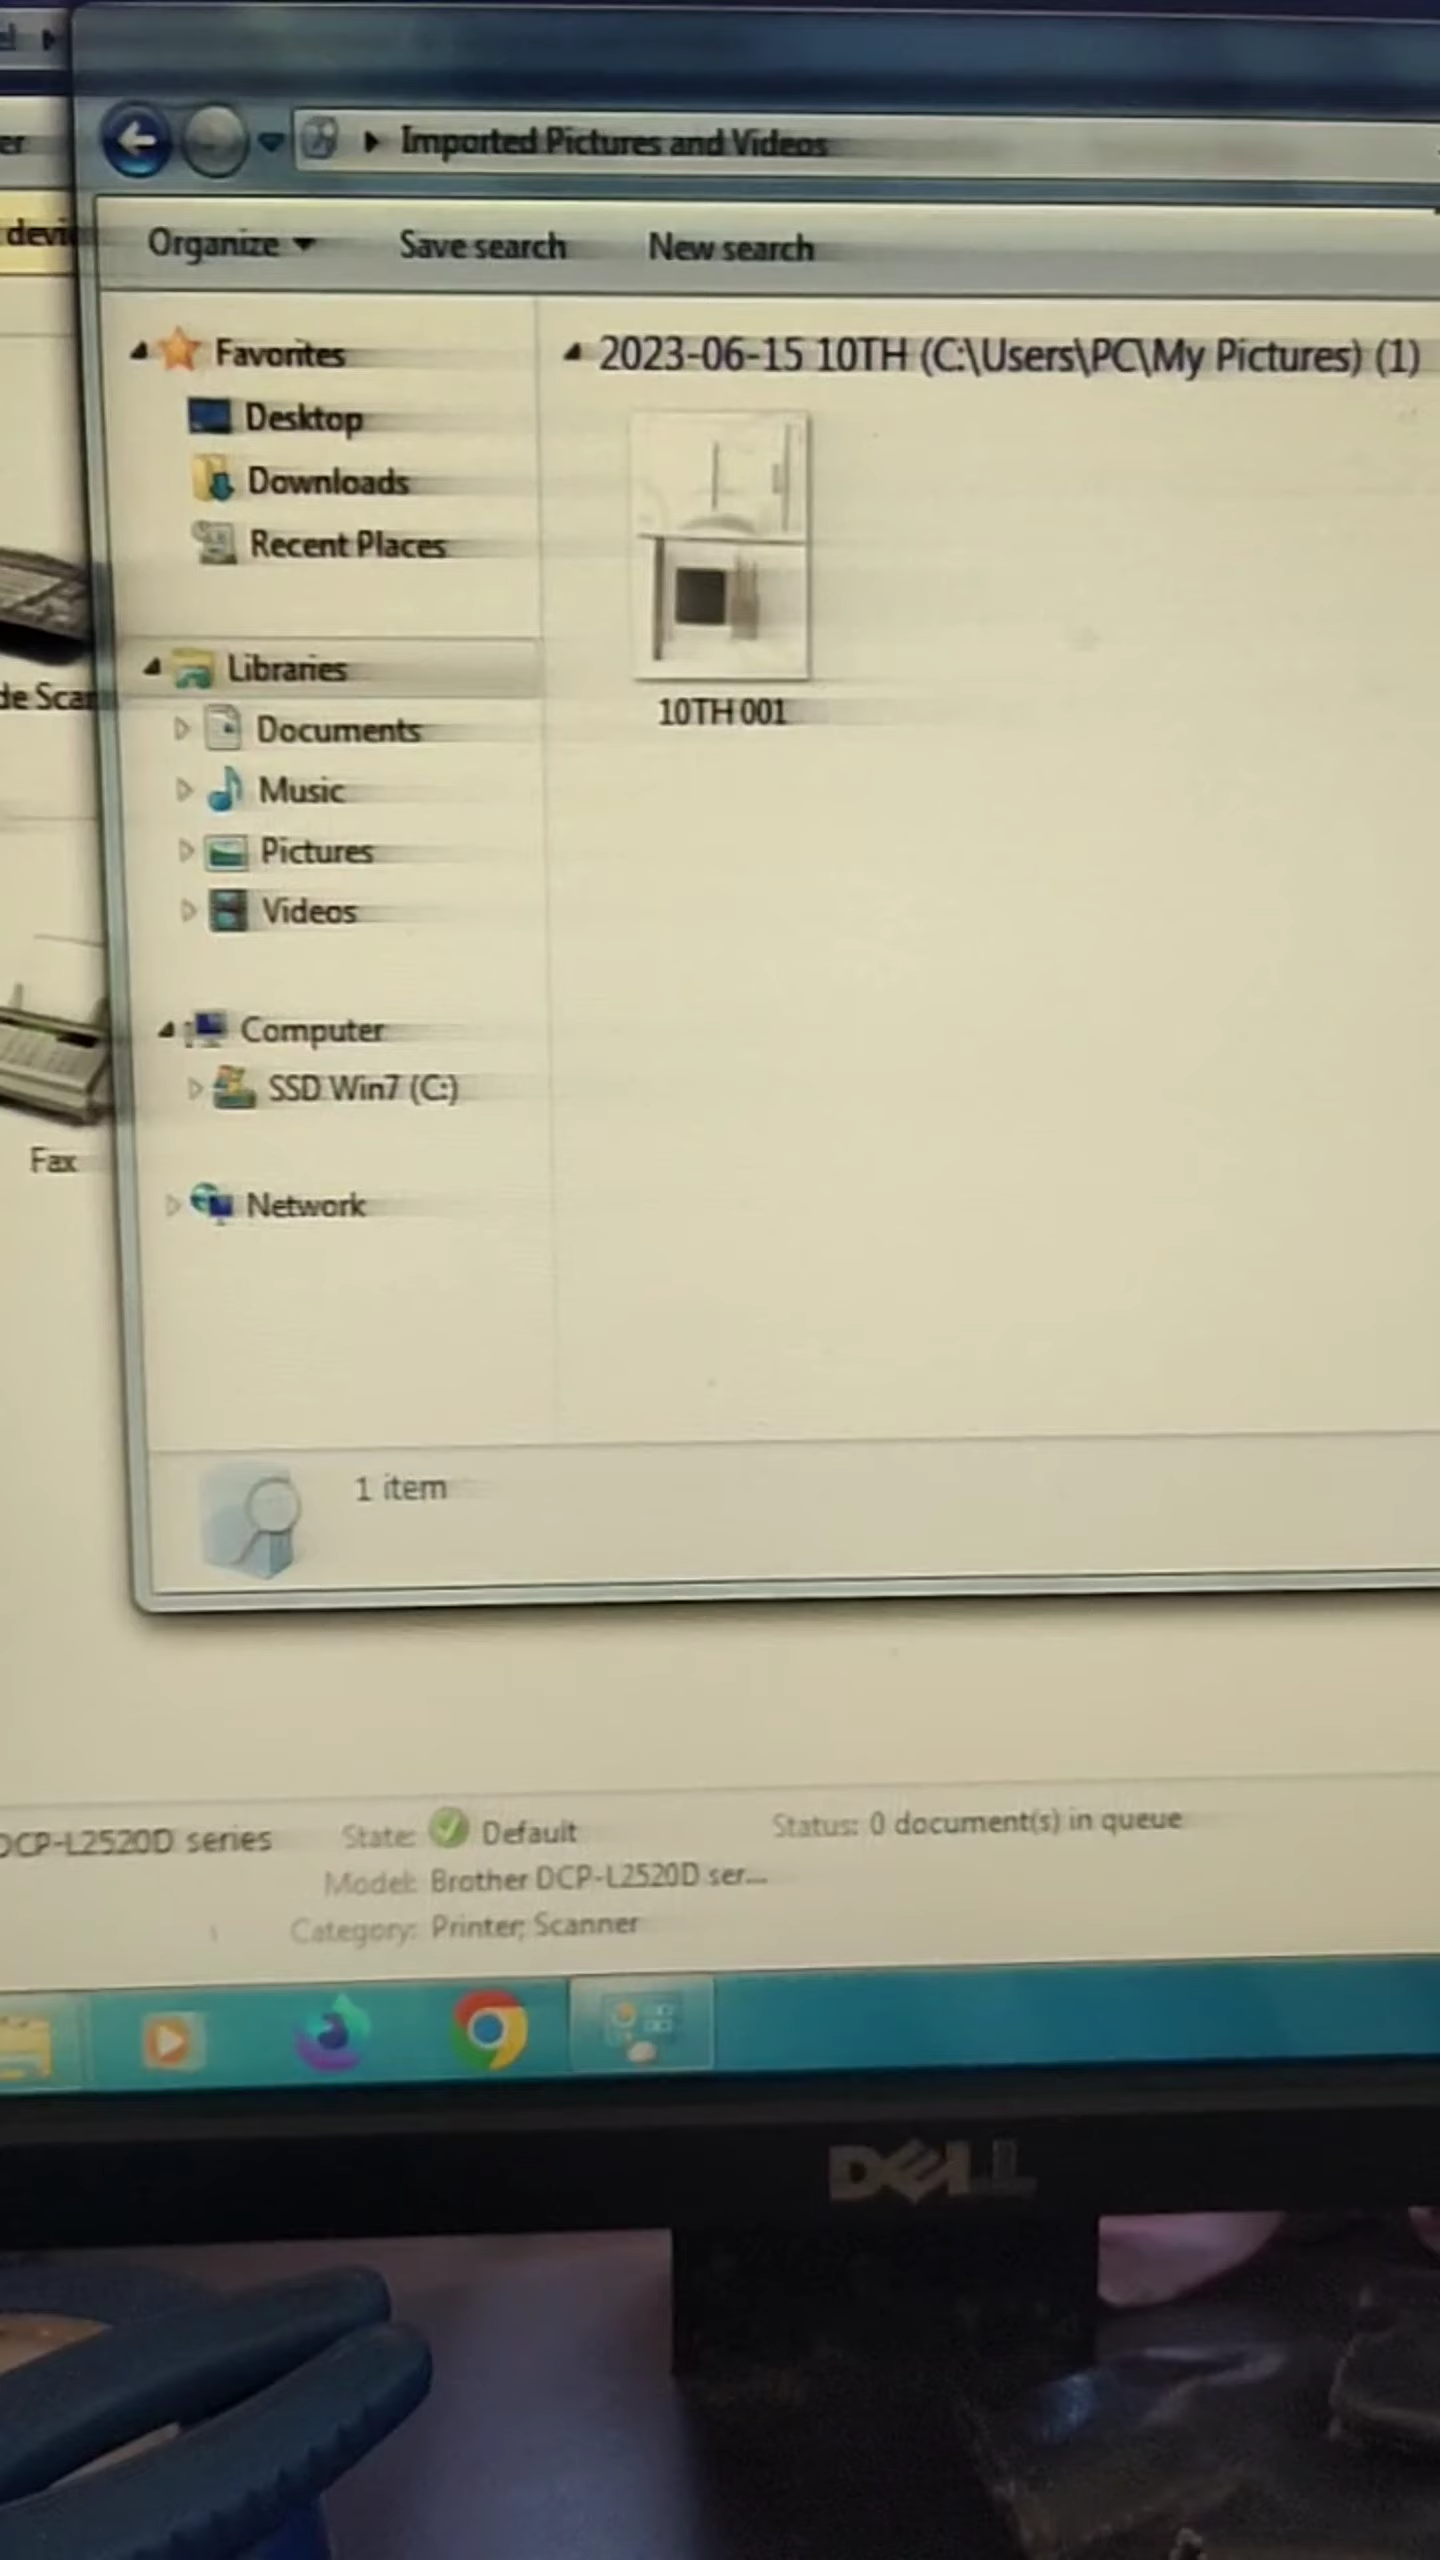 Imported Pictures and Videos
Organize
Save search
New search
Favorites
Desktop
Downloads
Recent Places
Libraries
Documents
Music
Pictures
Videos
Computer
SSD Win7 (C:)
Network
2023-06-15 10TH (C:\Users\PC\My Pictures) (1)
10TH 001
1 item
Fax
DCP-L2520D series
State: Default
Status: 0 document(s) in queue
Model: Brother DCP-L2520D ser...
Category: Printer; Scanner
DELL